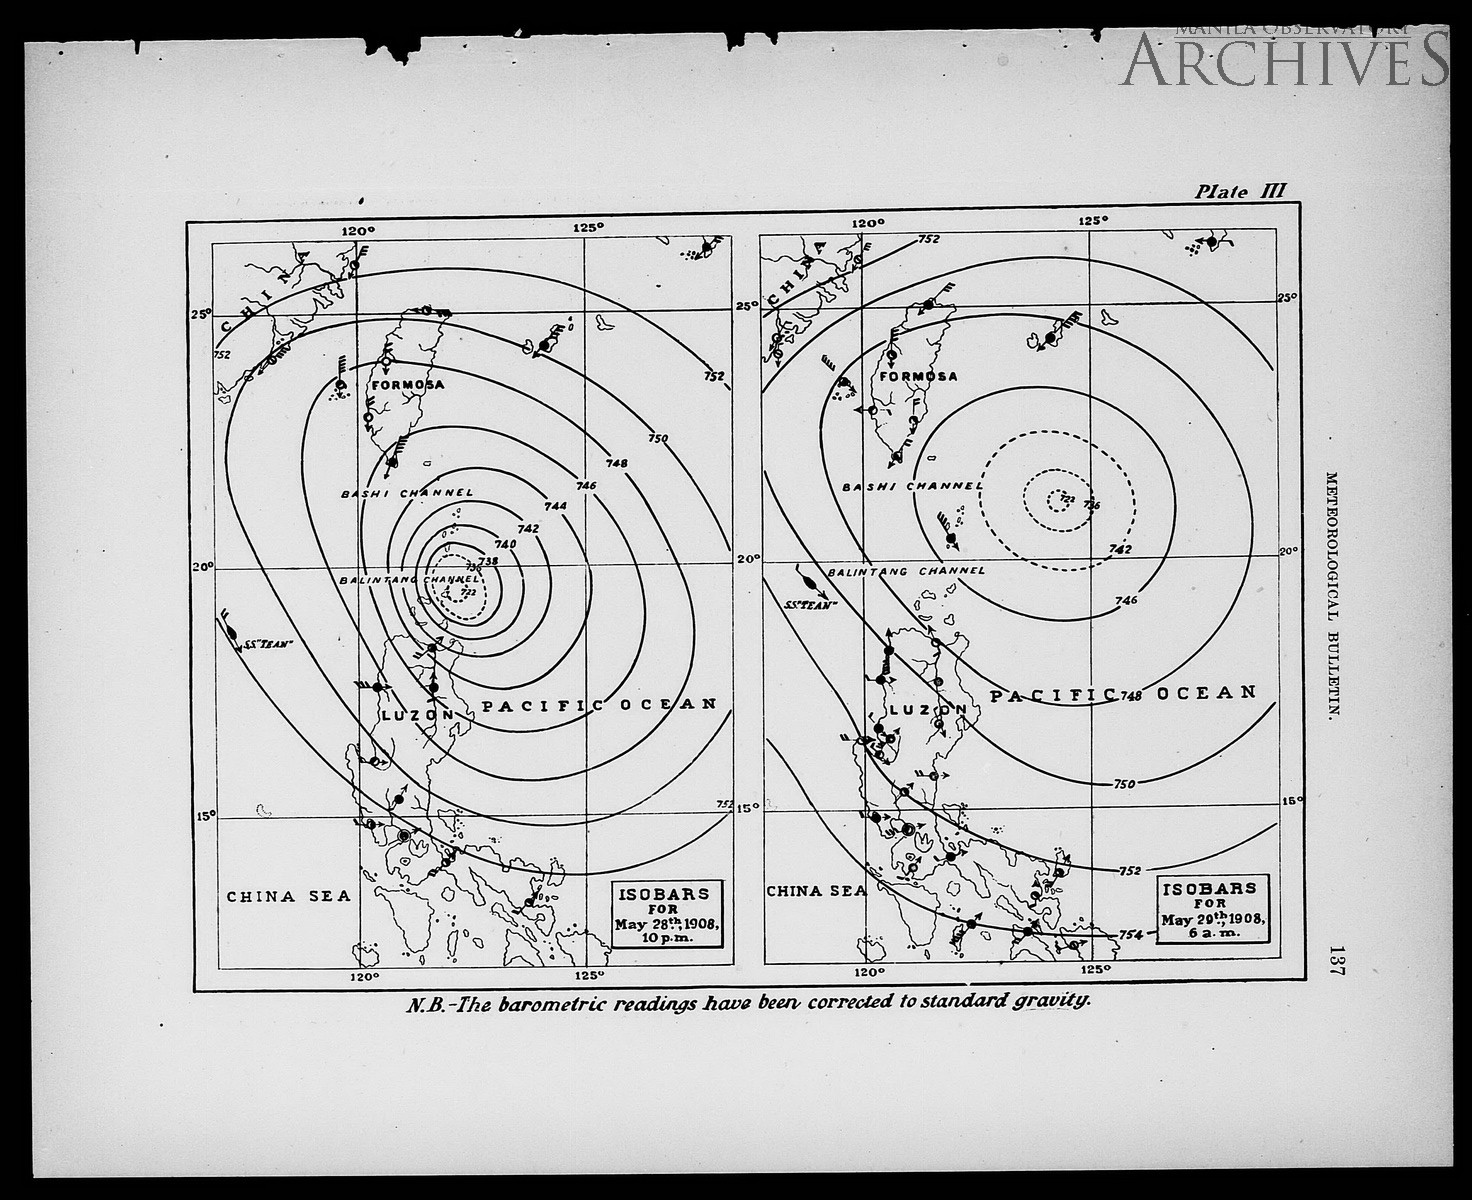 MANILA OBSERVATORY
ARCHIVES
Plate III
120°
125°
CHINA
25°
752
FORMOSA
752
750
748
746
BASHI CHANNEL
744
742
740
738
736
20°
BALINTANG CHANNEL
722
S.S."TEAN"
LUZON
PACIFIC OCEAN
752
15°
CHINA SEA
ISOBARS
FOR
May 28th, 1908,
10 p.m.
120°
125°
120°
125°
752
CHINA
25°
25°
FORMOSA
BASHI CHANNEL
722
736
742
20°
20°
BALINTANG CHANNEL
S.S."TEAN"
746
LUZON
PACIFIC OCEAN
748
750
15°
15°
752
CHINA SEA
ISOBARS
FOR
May 29th, 1908,
6 a.m.
754
120°
125°
N.B.-The barometric readings have been corrected to standard gravity.
METEOROLOGICAL BULLETIN.
137